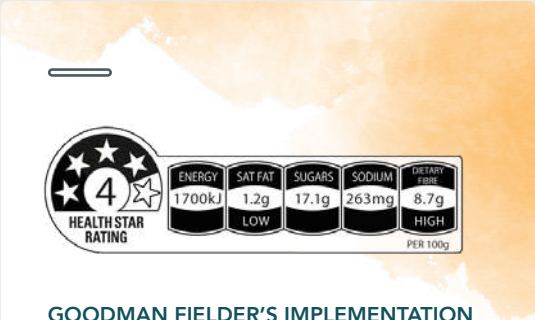 4
HEALTH STAR
RATING
ENERGY
1700kJ
SAT FAT
1.2g
LOW
SUGARS
17.1g
SODIUM
263mg
DIETARY
FIBRE
8.7g
HIGH
PER 100g
GOODMAN FIELDER'S IMPLEMENTATION